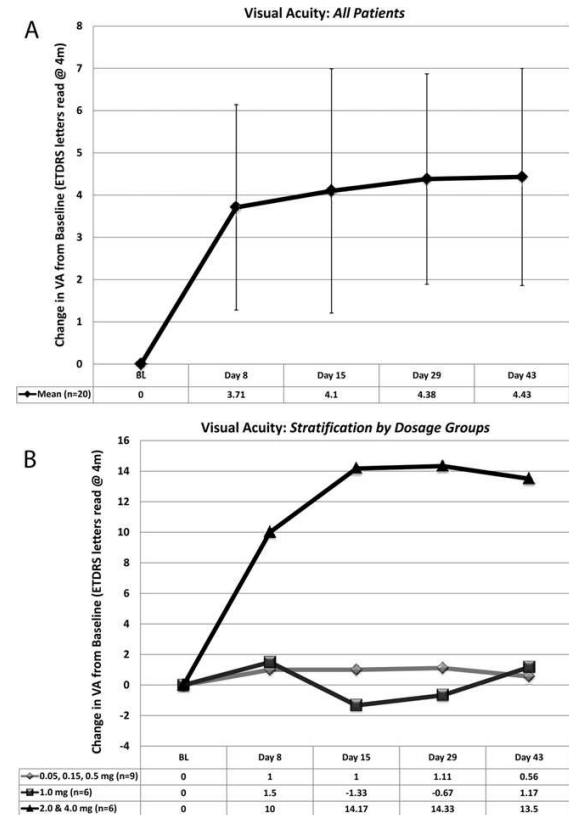 A
Visual Acuity: All Patients
Change in VA from Baseline (ETDRS letters read @ 4m)
8
7
6
5
4
3
2
1
0
BL Day 8 Day 15 Day 29 Day 43
Mean (n=20) 0 3.71 4.1 4.38 4.43
B
Visual Acuity: Stratification by Dosage Groups
Change in VA from Baseline (ETDRS letters read @ 4m)
16
14
12
10
8
6
4
2
0
-2
-4
BL Day 8 Day 15 Day 29 Day 43
0.05, 0.15, 0.5 mg (n=9) 0 1 1 1.11 0.56
1.0 mg (n=6) 0 1.5 -1.33 -0.67 1.17
2.0 & 4.0 mg (n=6) 0 10 14.17 14.33 13.5